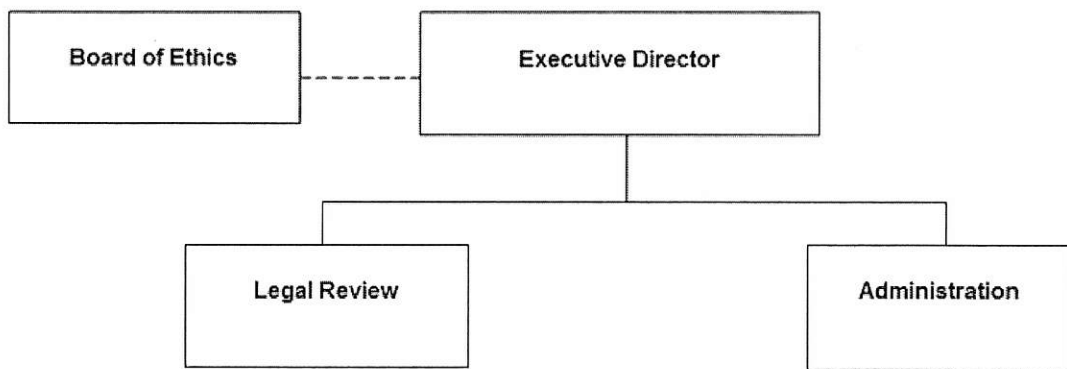 Board of Ethics
Executive Director
Legal Review
Administration